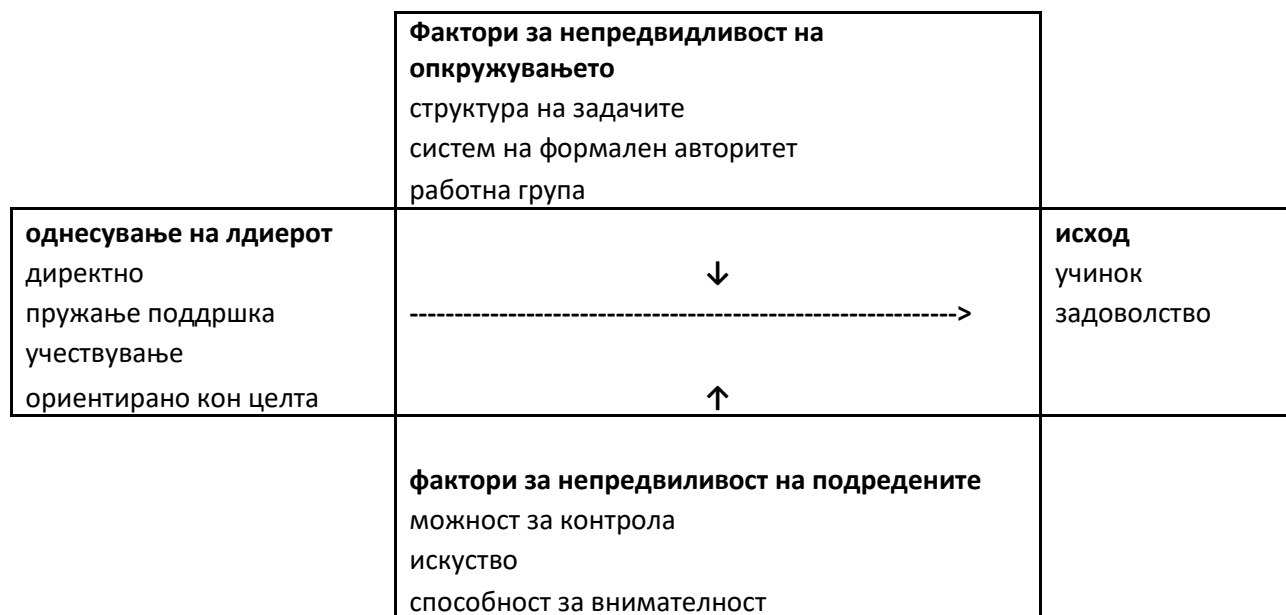 Фактори за непредвидливост на
опкружувањето
структура на задачите
систем на формален авторитет
работна група
однесување на лдиерот
директно
пружање поддршка
учествување
ориентирано кон целта
↓
------------------------------------------------------------->
↑
исход
учинок
задоволство
фактори за непредвиливост на подредените
можност за контрола
искуство
способност за внимателност